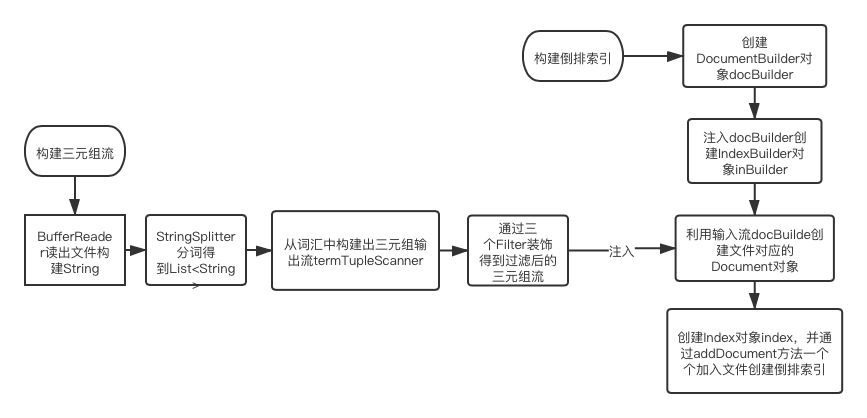 构建倒排索引
创建
DocumentBuilder对
象docBuilder
注入docBuilder创
建IndexBuilder对
象inBuilder
构建三元组流
BufferReade
r读出文件构
建String
StringSplitter
分词得
到List<String
>
从词汇中构建出三元组输
出流termTupleScanner
通过三
个Filter装饰
得到过滤后的
三元组流
注入
利用输入流docBuilde创
建文件对应的
Document对象
创建Index对象index，并通
过addDocument方法一个
个加入文件创建倒排索引